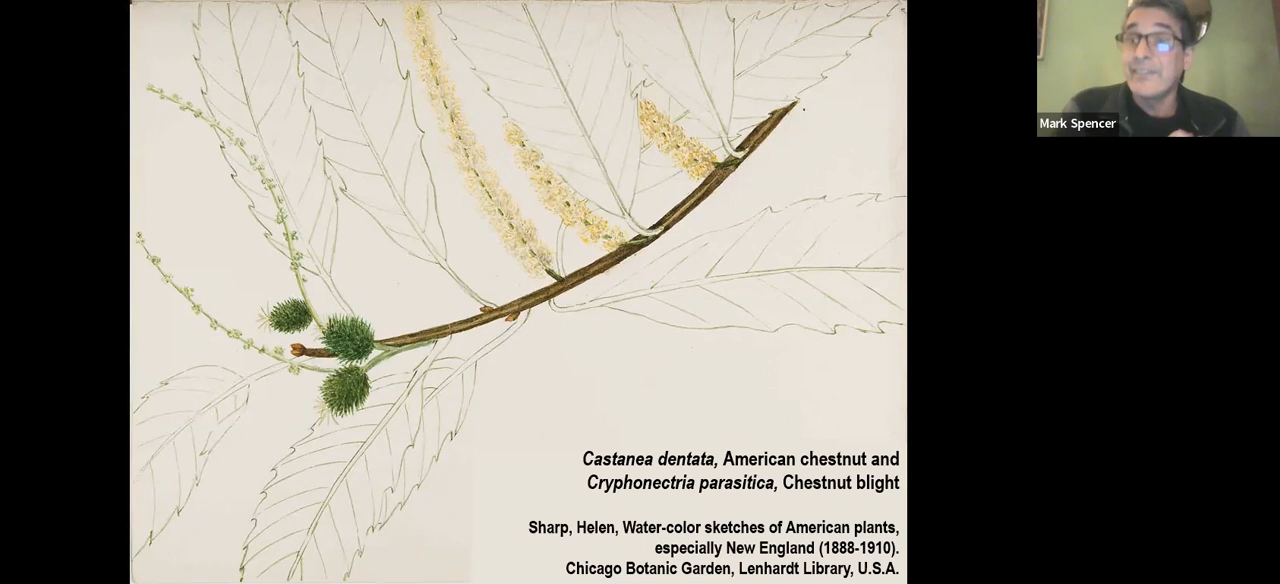 Mark Spencer
Castanea dentata, American chestnut and
Cryphonectria parasitica, Chestnut blight
Sharp, Helen, Water-color sketches of American plants,
especially New England (1888-1910).
Chicago Botanic Garden, Lenhardt Library, U.S.A.